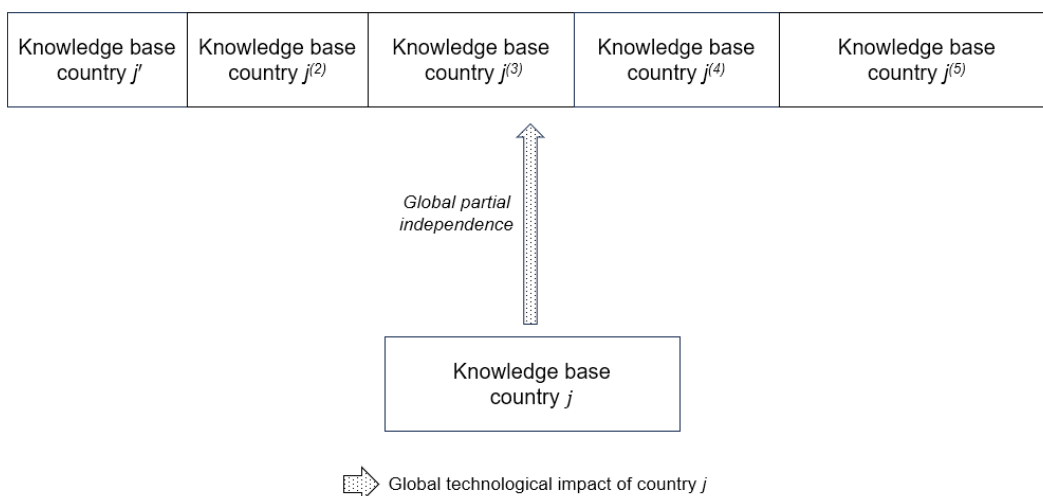 Knowledge base
country j'
Knowledge base
country j(2)
Knowledge base
country j(3)
Knowledge base
country j(4)
Knowledge base
country j(5)
Global partial
independence
Knowledge base
country j
Global technological impact of country j